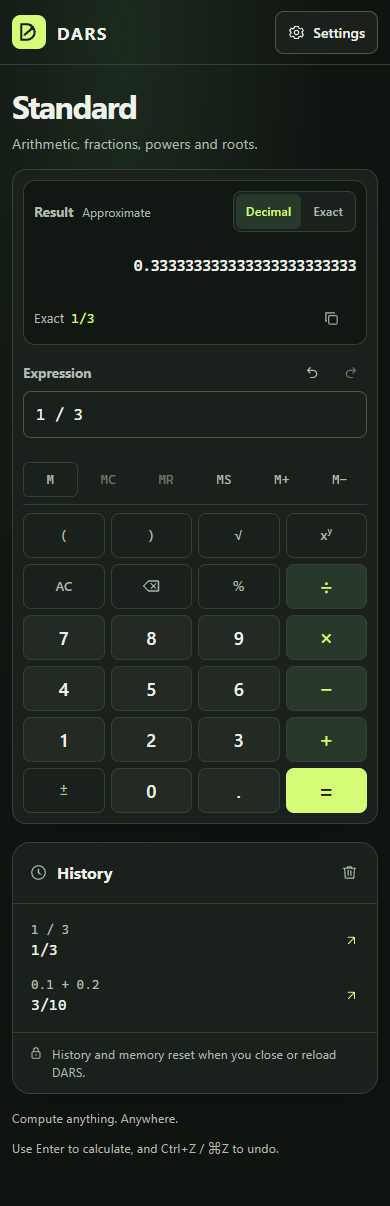 DARS
Settings
Standard
Arithmetic, fractions, powers and roots.
Result Approximate Decimal Exact
0.333333333333333333333333
Exact 1/3
Expression
1 / 3
M MC MR MS M+ M−
( ) √ xʸ
AC % ÷
7 8 9 ×
4 5 6 −
1 2 3 +
± 0 . =
History
1 / 3
1/3
0.1 + 0.2
3/10
History and memory reset when you close or reload
DARS.
Compute anything. Anywhere.
Use Enter to calculate, and Ctrl+Z / ⌘Z to undo.